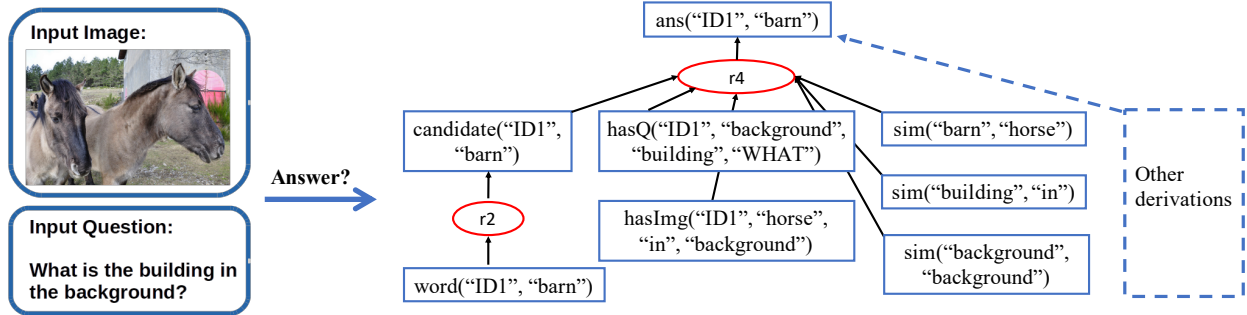 Input Image:
Input Question:
What is the building in
the background?
Answer?
ans(“ID1”, “barn”)
r4
candidate(“ID1”,
“barn”)
hasQ(“ID1”, “background”,
“building”, “WHAT”)
sim(“barn”, “horse”)
r2
hasImg(“ID1”, “horse”,
“in”, “background”)
sim(“building”, “in”)
word(“ID1”, “barn”)
sim(“background”,
“background”)
Other
derivations